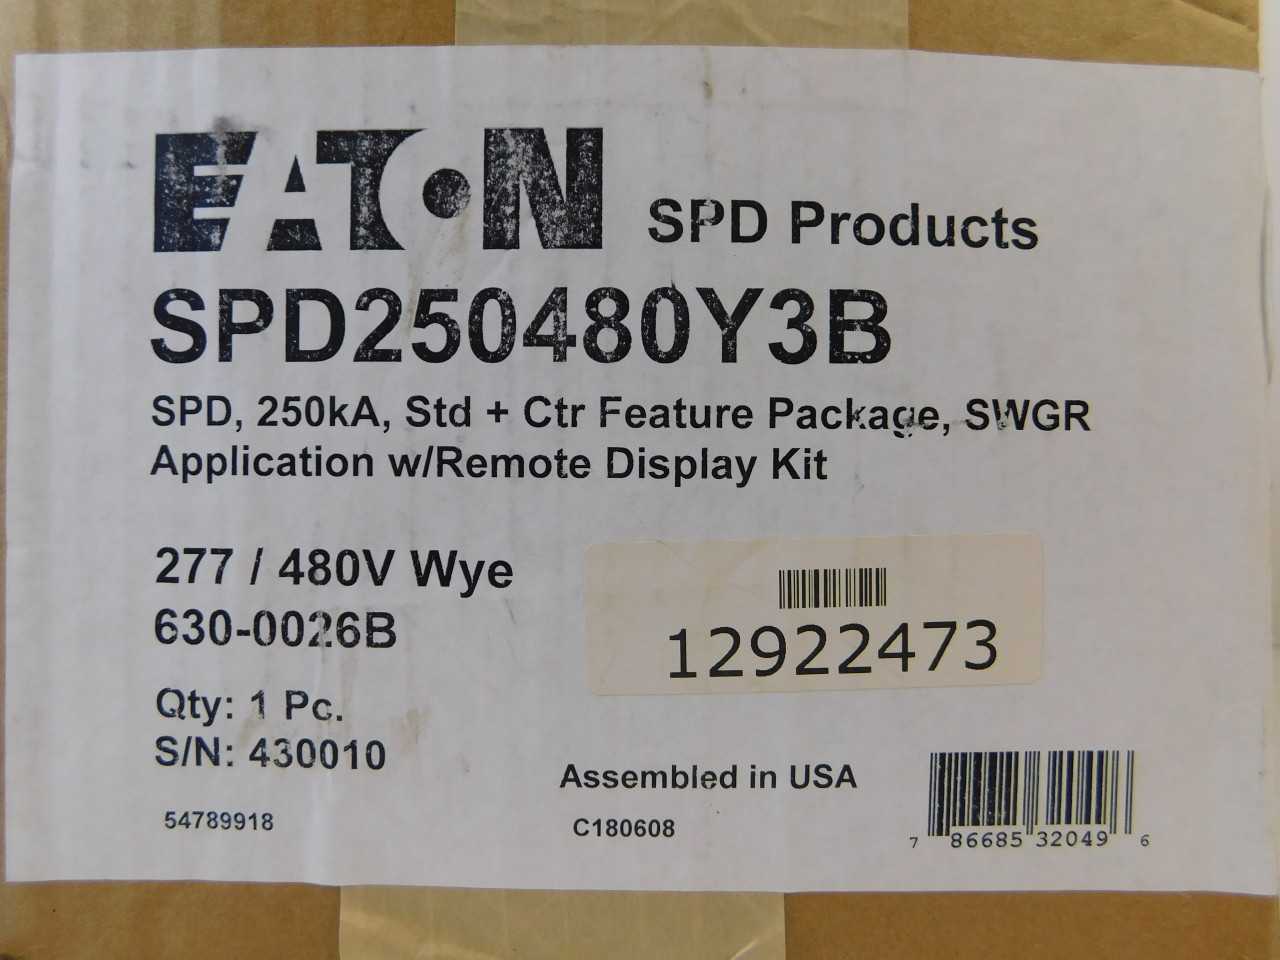 EATON SPD Products
SPD250480Y3B
SPD, 250kA, Std + Ctr Feature Package, SWGR
Application w/Remote Display Kit
277 / 480V Wye
630-0026B
12922473
Qty: 1 Pc.
S/N: 430010
Assembled in USA
54789918
C180608
7 86685 32049 6